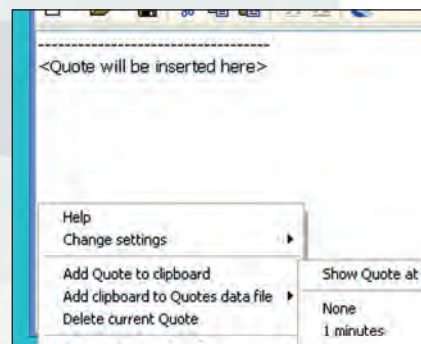 -----------------------------------
<Quote will be inserted here>
Help
Change settings
Add Quote to clipboard
Add clipboard to Quotes data file
Delete current Quote
Show Quote at
None
1 minutes